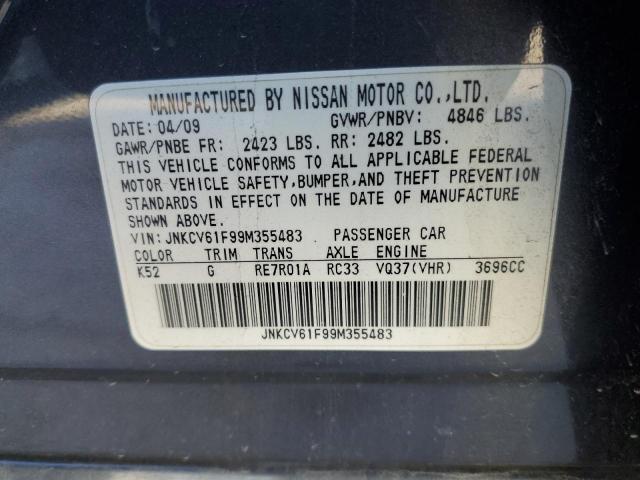 MANUFACTURED BY NISSAN MOTOR CO.,LTD.
DATE: 04/09 GVWR/PNBV: 4846 LBS.
GAWR/PNBE FR: 2423 LBS. RR: 2482 LBS.
THIS VEHICLE CONFORMS TO ALL APPLICABLE FEDERAL
MOTOR VEHICLE SAFETY,BUMPER,AND THEFT PREVENTION
STANDARDS IN EFFECT ON THE DATE OF MANUFACTURE
SHOWN ABOVE.
VIN: JNKCV61F99M355483 PASSENGER CAR
COLOR TRIM TRANS AXLE ENGINE
K52 G RE7R01A RC33 VQ37(VHR) 3696CC
JNKCV61F99M355483